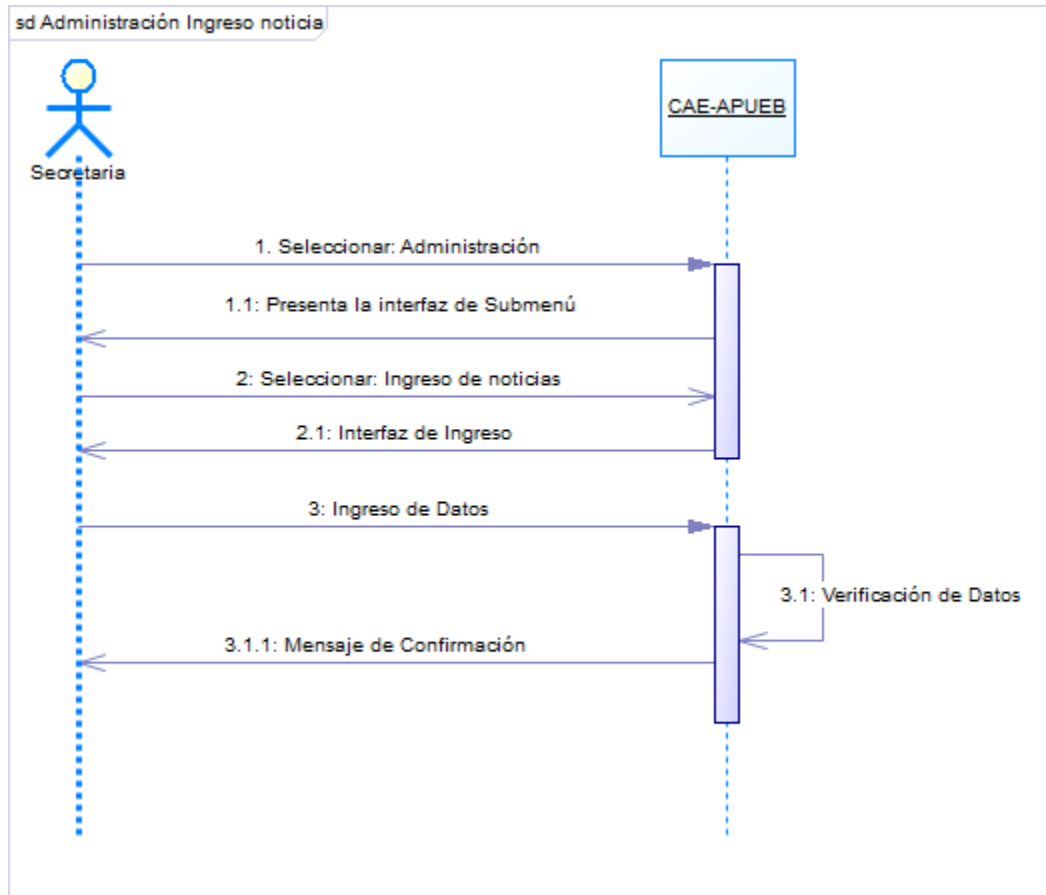 sd Administración Ingreso noticia
CAE-APUEB
Secretaria
1. Seleccionar: Administración
1.1: Presenta la interfaz de Submenú
2: Seleccionar: Ingreso de noticias
2.1: Interfaz de Ingreso
3: Ingreso de Datos
3.1: Verificación de Datos
3.1.1: Mensaje de Confirmación